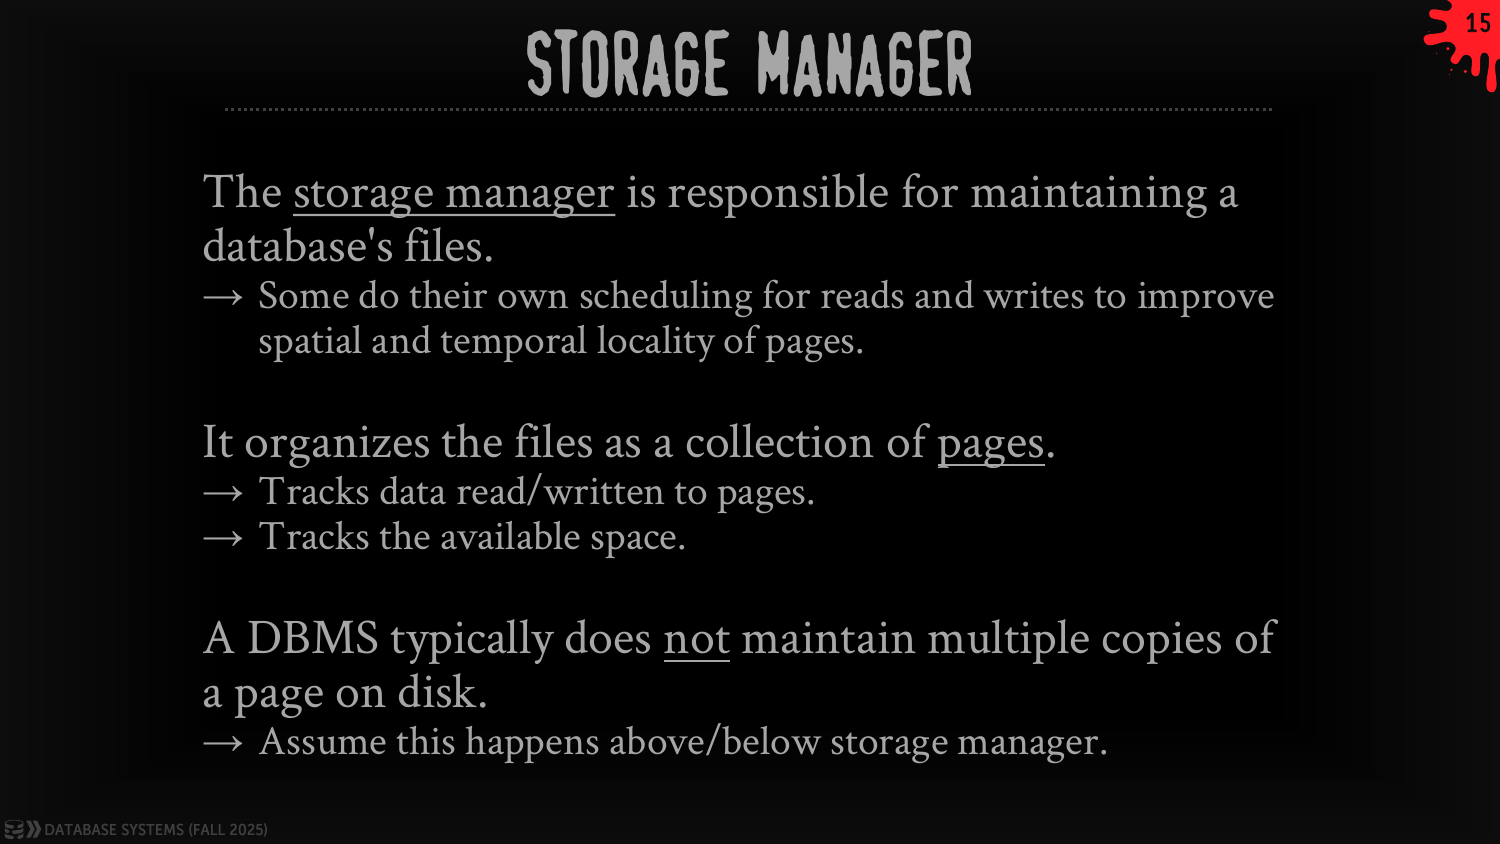 15
STORAGE MANAGER
The storage manager is responsible for maintaining a
database's files.
→ Some do their own scheduling for reads and writes to improve
spatial and temporal locality of pages.
It organizes the files as a collection of pages.
→ Tracks data read/written to pages.
→ Tracks the available space.
A DBMS typically does not maintain multiple copies of
a page on disk.
→ Assume this happens above/below storage manager.
DATABASE SYSTEMS (FALL 2025)